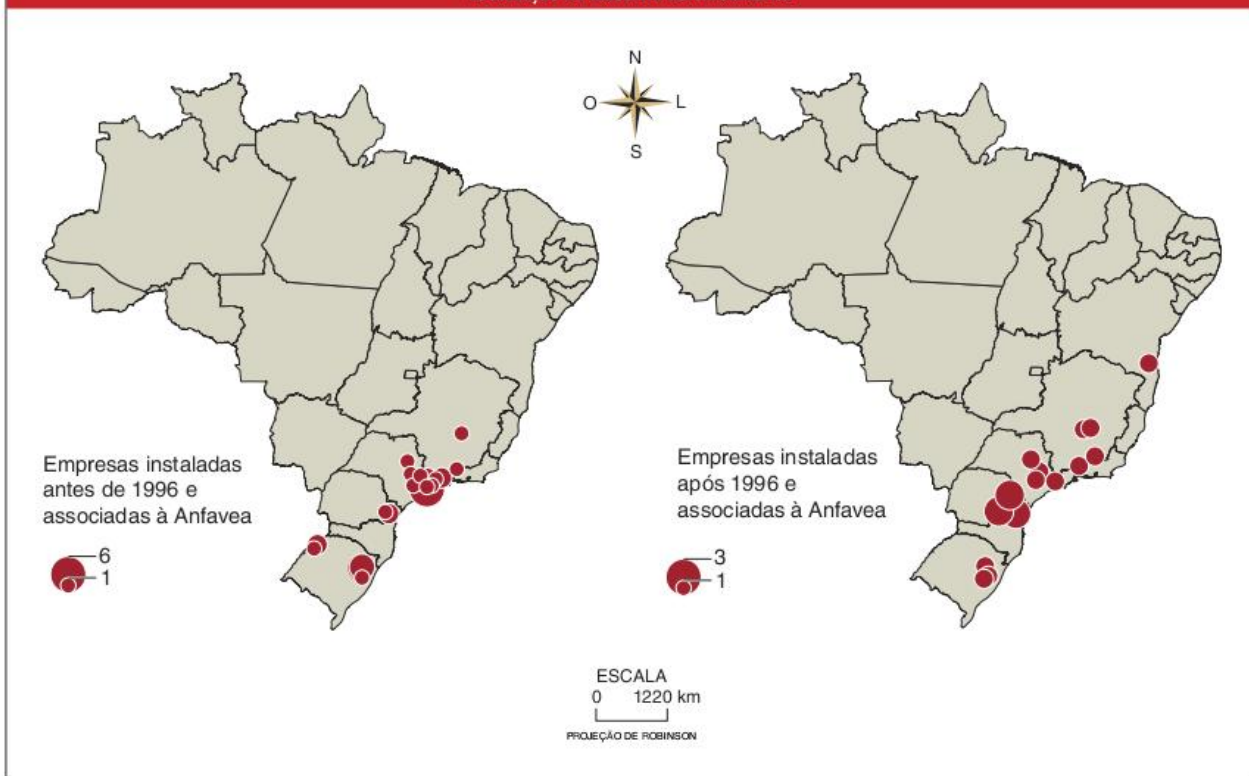 N
O
L
S
Empresas instaladas
antes de 1996 e
associadas à Anfavea
6
1
Empresas instaladas
após 1996 e
associadas à Anfavea
3
1
ESCALA
0 1220 km
PROJEÇÃO DE ROBINSON